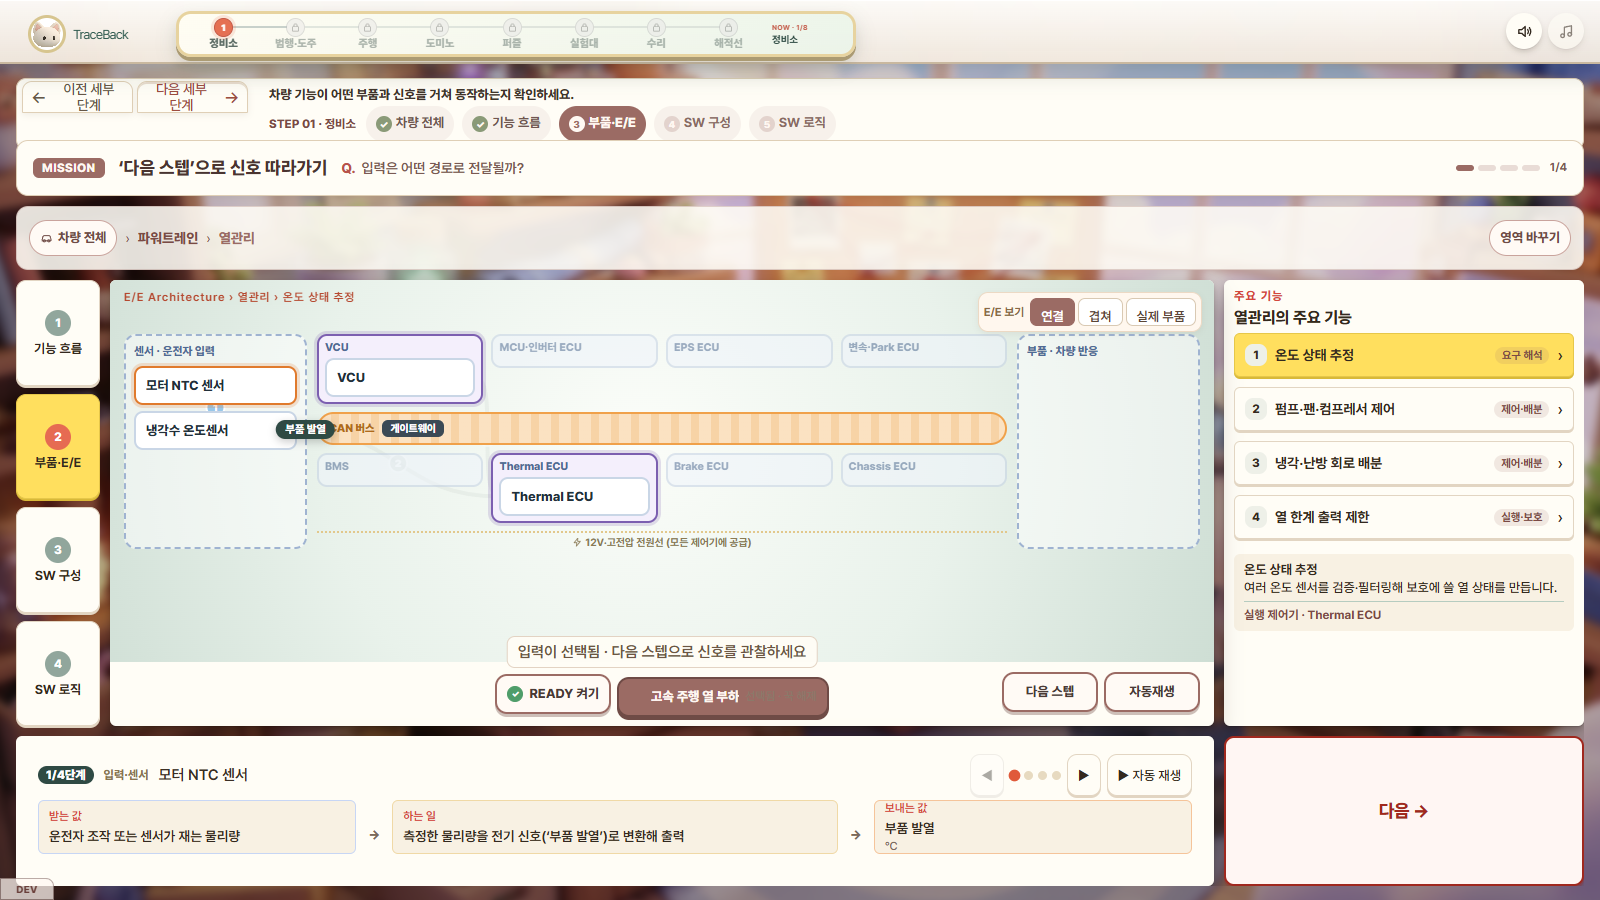 TraceBack
1
정비소
범행·도주
주행
도미노
퍼즐
실험대
수리
해적선
NOW · 1/8
정비소
← 이전 세부 단계
다음 세부 단계 →
차량 기능이 어떤 부품과 신호를 거쳐 동작하는지 확인하세요.
STEP 01 · 정비소
차량 전체
기능 흐름
3 부품·E/E
4 SW 구성
5 SW 로직
MISSION
‘다음 스텝’으로 신호 따라가기
Q. 입력은 어떤 경로로 전달될까?
1/4
차량 전체 › 파워트레인 › 열관리
영역 바꾸기
1
기능 흐름
2
부품·E/E
3
SW 구성
4
SW 로직
E/E Architecture › 열관리 › 온도 상태 추정
E/E 보기
연결
겹쳐
실제 부품
센서 · 운전자 입력
모터 NTC 센서
냉각수 온도센서
부품 발열
VCU
VCU
MCU·인버터 ECU
EPS ECU
변속·Park ECU
CAN 버스
게이트웨이
BMS
Thermal ECU
Thermal ECU
Brake ECU
Chassis ECU
12V·고전압 전원선 (모든 제어기에 공급)
부품 · 차량 반응
입력이 선택됨 · 다음 스텝으로 신호를 관찰하세요
READY 켜기
고속 주행 열 부하
다음 스텝
자동재생
주요 기능
열관리의 주요 기능
1 온도 상태 추정 요구 해석 ›
2 펌프·팬·컴프레서 제어 제어·배분 ›
3 냉각·난방 회로 배분 제어·배분 ›
4 열 한계 출력 제한 실행·보호 ›
온도 상태 추정
여러 온도 센서를 검증·필터링해 보호에 쓸 열 상태를 만듭니다.
실행 제어기 · Thermal ECU
1/4단계
입력·센서
모터 NTC 센서
◀
▶
▶ 자동 재생
받는 값
운전자 조작 또는 센서가 재는 물리량
→
하는 일
측정한 물리량을 전기 신호(‘부품 발열’)로 변환해 출력
→
보내는 값
부품 발열
°C
다음 →
DEV